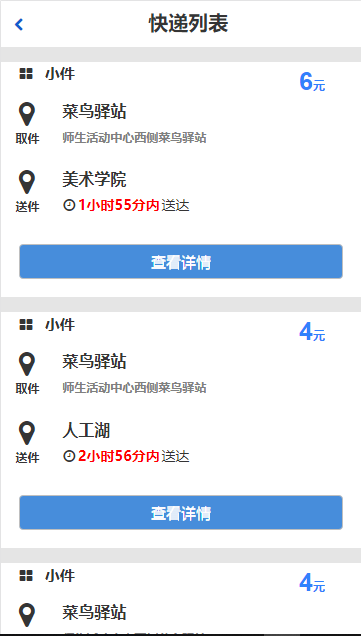 快递列表
小件
6元
菜鸟驿站
取件
师生活动中心西侧菜鸟驿站
美术学院
送件
1小时55分内送达
查看详情
小件
4元
菜鸟驿站
取件
师生活动中心西侧菜鸟驿站
人工湖
送件
2小时56分内送达
查看详情
小件
4元
菜鸟驿站